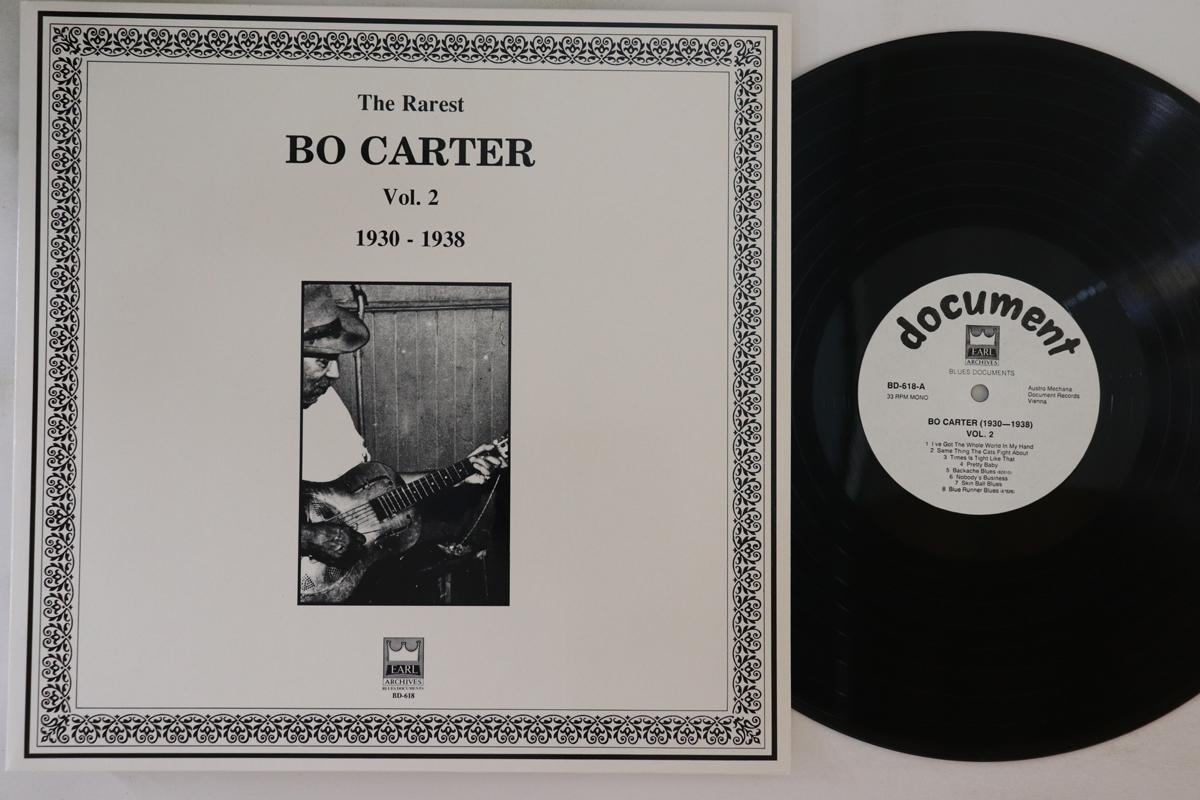 The Rarest
BO CARTER
Vol. 2
1930 - 1938
EARL
ARCHIVES
BLUES DOCUMENTS
BD-618
document
EARL
ARCHIVES
BLUES DOCUMENTS
BD-618-A
33 RPM MONO
Austro Mechana
Document Records
Vienna
BO CARTER (1930—1938)
VOL. 2
1 I've Got The Whole World In My Hand
2 Same Thing The Cats Fight About
3 Times Is Tight Like That
4 Pretty Baby
5 Backache Blues
6 Nobody's Business
7 Skin Ball Blues
8 Blue Runner Blues